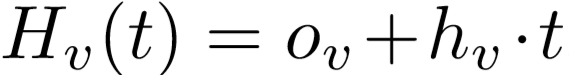 H_v(t) = o_v + h_v · t